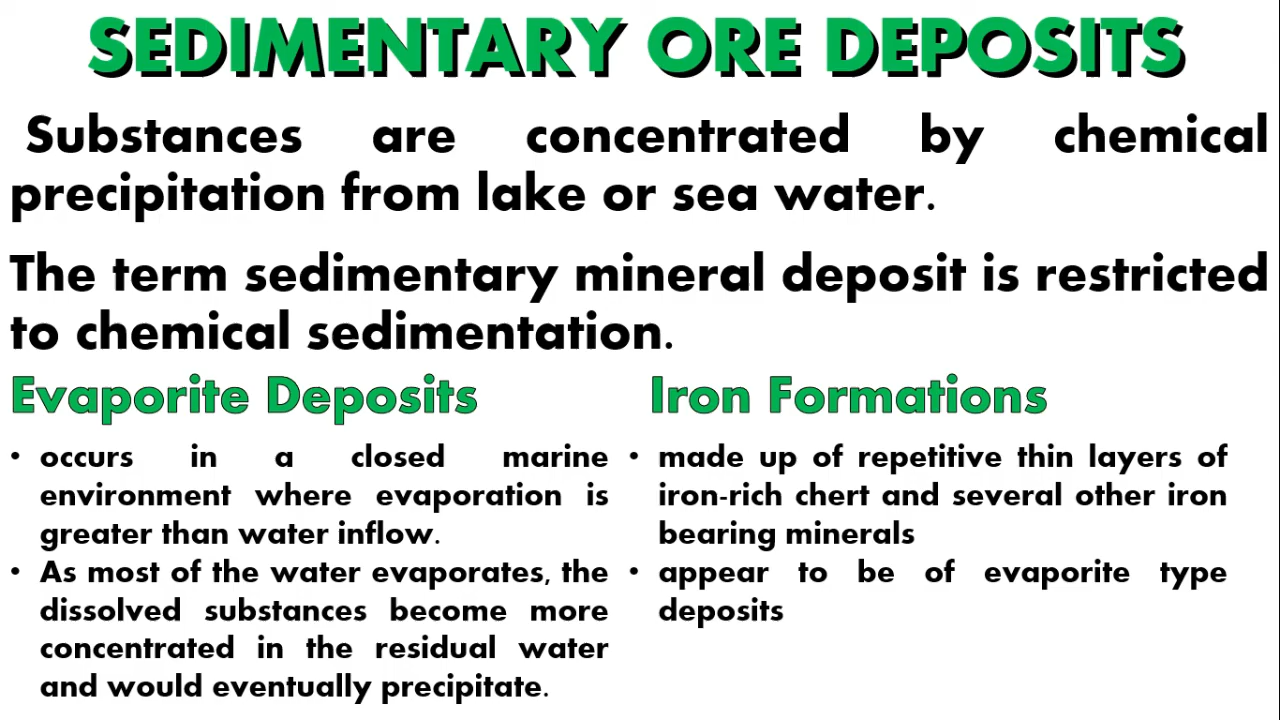 SEDIMENTARY ORE DEPOSITS
Substances are concentrated by chemical
precipitation from lake or sea water.
The term sedimentary mineral deposit is restricted
to chemical sedimentation.
Evaporite Deposits
• occurs in a closed marine
environment where evaporation is
greater than water inflow.
• As most of the water evaporates, the
dissolved substances become more
concentrated in the residual water
and would eventually precipitate.
Iron Formations
• made up of repetitive thin layers of
iron-rich chert and several other iron
bearing minerals
• appear to be of evaporite type
deposits